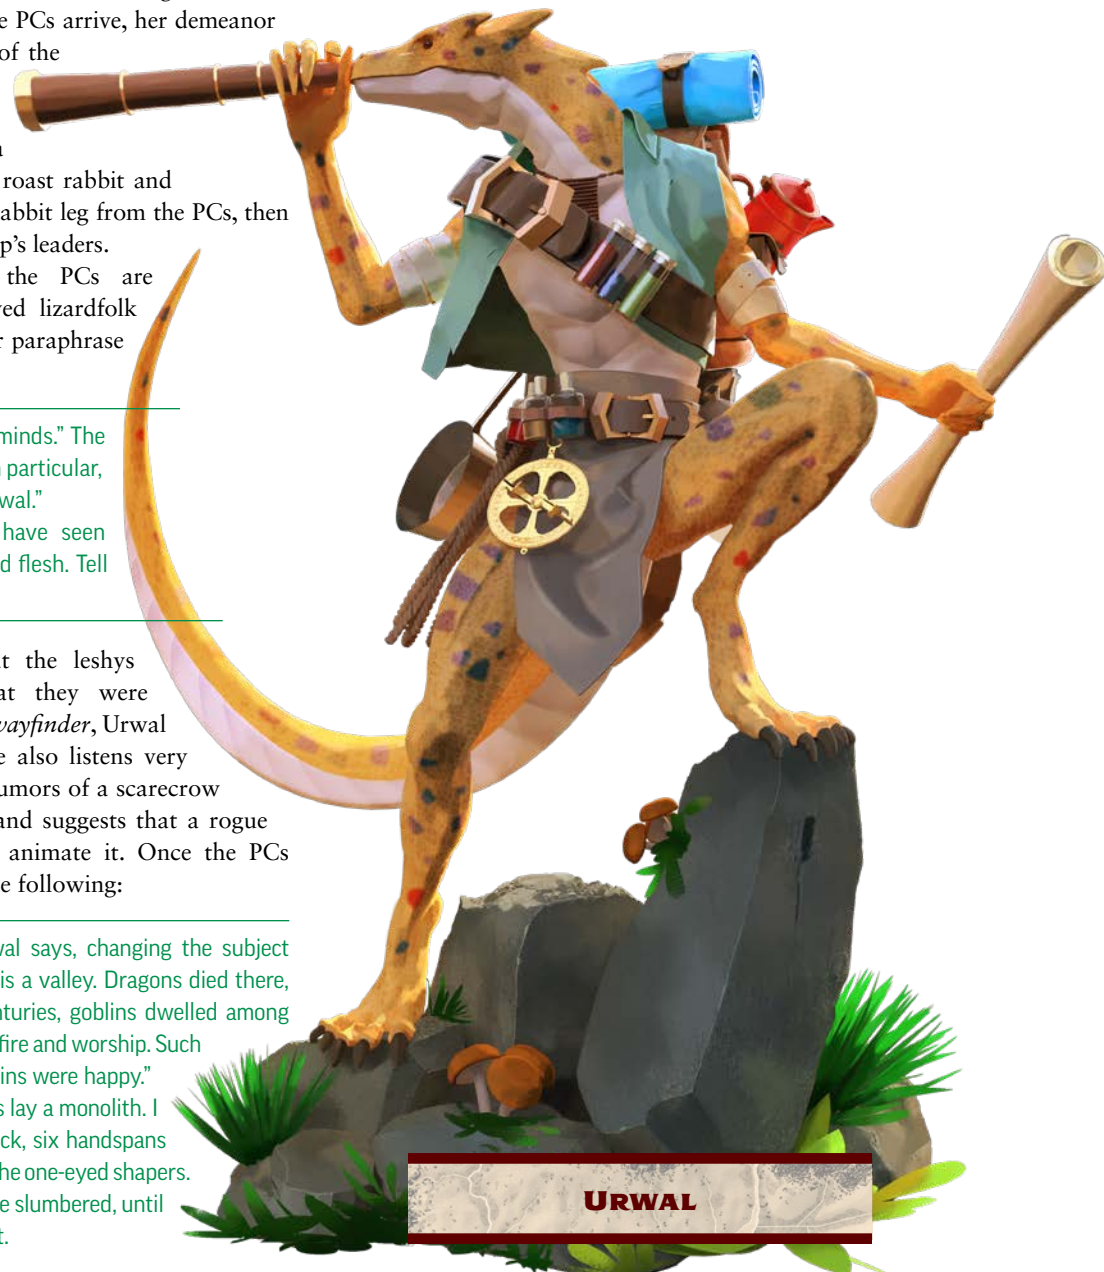 e PCs arrive, her demeanor
of the
roast rabbit and
abbit leg from the PCs, then
p's leaders.
the PCs are
ed lizardfolk
r paraphrase
minds." The
particular,
wal."
have seen
d flesh. Tell
t the leshys
at they were
wayfinder, Urwal
e also listens very
umors of a scarecrow
and suggests that a rogue
animate it. Once the PCs
e following:
wal says, changing the subject
is a valley. Dragons died there,
nturies, goblins dwelled among
fire and worship. Such
ins were happy."
s lay a monolith. I
ck, six handspans
he one-eyed shapers.
e slumbered, until
t.
URWAL